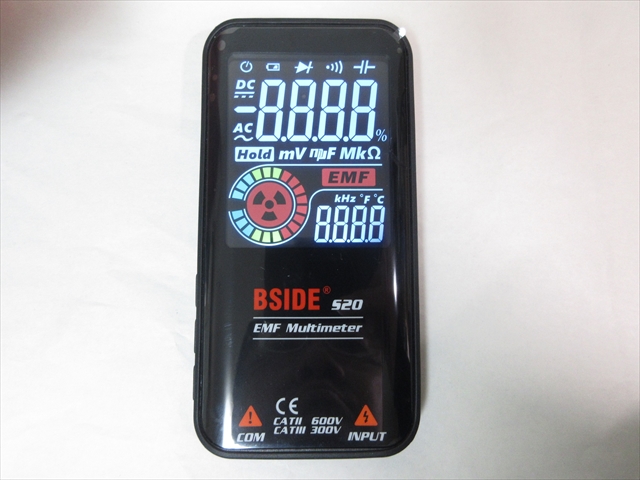 DC
-8.8.8.8
AC %
Hold mV nµF MkΩ
EMF
kHz °F °C
8.8.8.8
BSIDE® S20
EMF Multimeter
CE
CATII 600V
CATIII 300V
COM INPUT